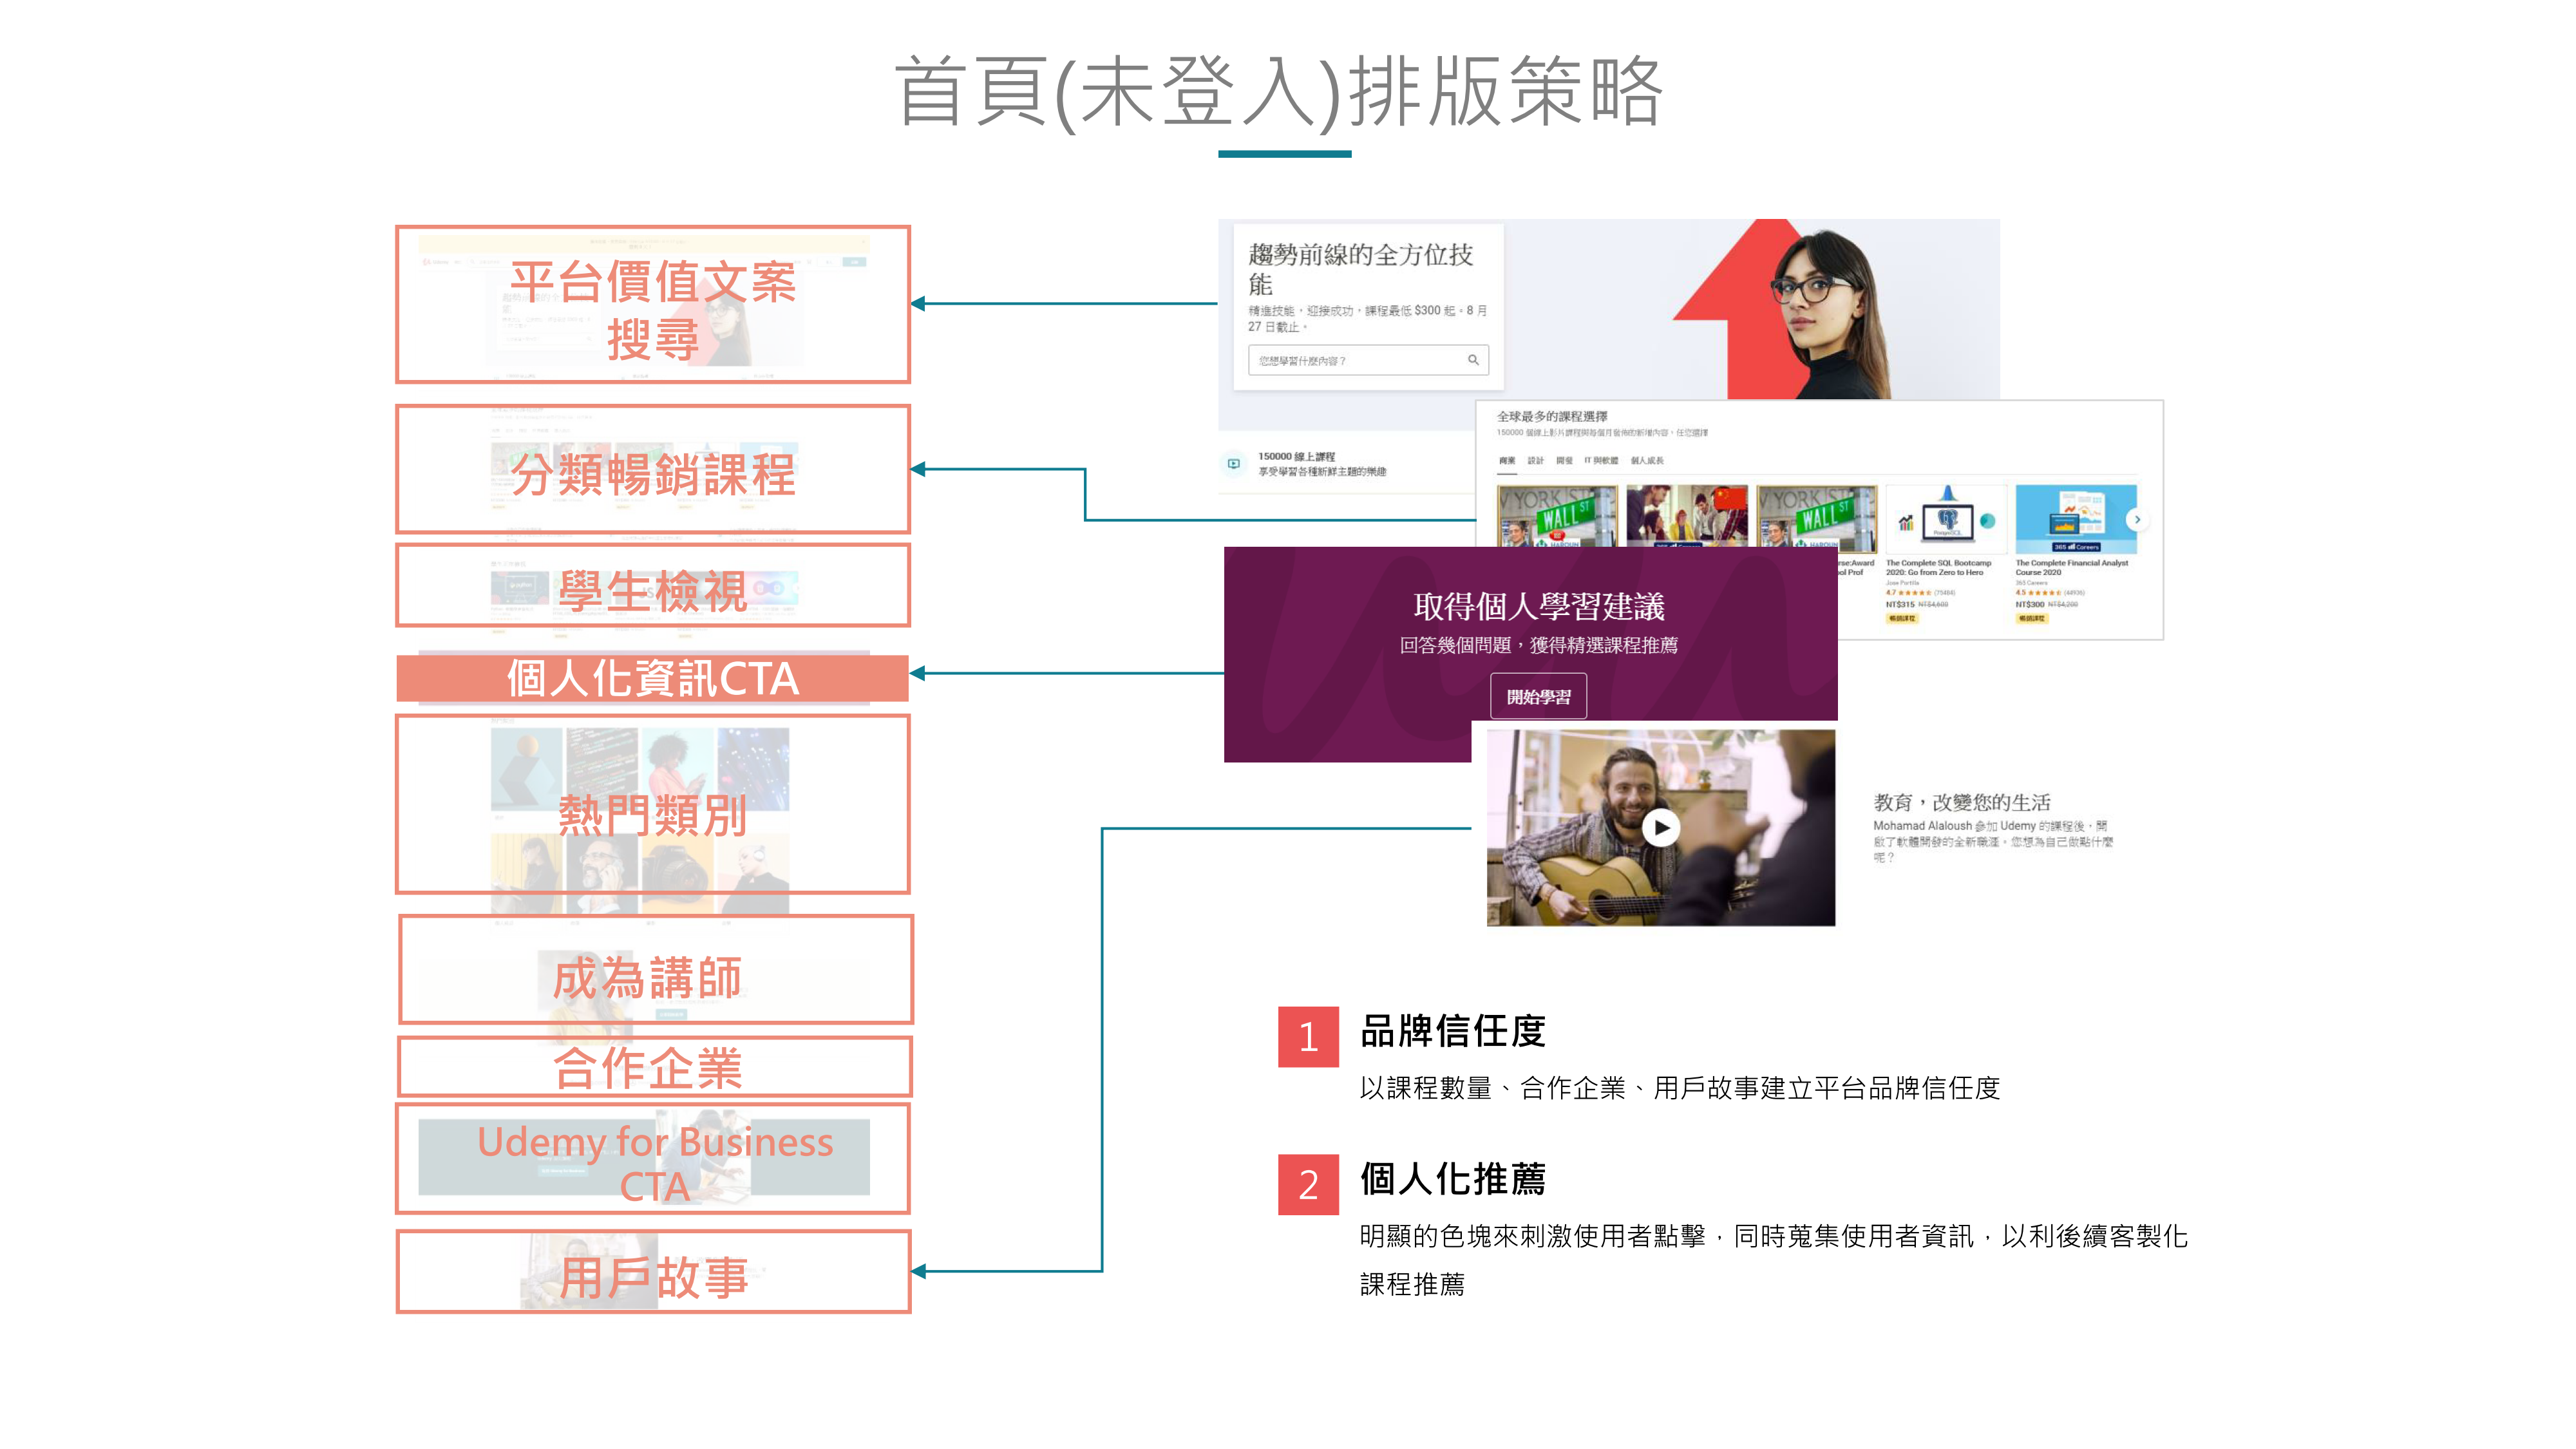 首頁(未登入)排版策略
平台價值文案
搜尋
分類暢銷課程
學生檢視
個人化資訊CTA
熱門類別
成為講師
合作企業
Udemy for Business
CTA
用戶故事
趨勢前線的全方位技
能
精進技能，迎接成功，課程最低 $300 起。8 月
27 日截止。
您想學習什麼內容？
150000 線上課程
享受學習各種新鮮主題的樂趣
全球最多的課程選擇
150000 個線上影片課程與每個月發佈的新增內容、任您選擇
商業 設計 開發 IT 與軟體 個人成長
YORK ST
WALL ST
YORK ST
WALL ST
PostgreSQL
365 Careers
rse:Award
ol Prof
The Complete SQL Bootcamp
2020: Go from Zero to Hero
Jose Portilla
4.7 (75404)
NT$315 NT$4,600
暢銷課程
The Complete Financial Analyst
Course 2020
365 Careers
4.5 (44936)
NT$300 NT$4,200
暢銷課程
取得個人學習建議
回答幾個問題，獲得精選課程推薦
開始學習
教育，改變您的生活
Mohamad Alaloush 參加 Udemy 的課程後，開
啟了軟體開發的全新職涯。您想為自己做點什麼
呢？
1 品牌信任度
以課程數量、合作企業、用戶故事建立平台品牌信任度
2 個人化推薦
明顯的色塊來刺激使用者點擊，同時蒐集使用者資訊，以利後續客製化
課程推薦